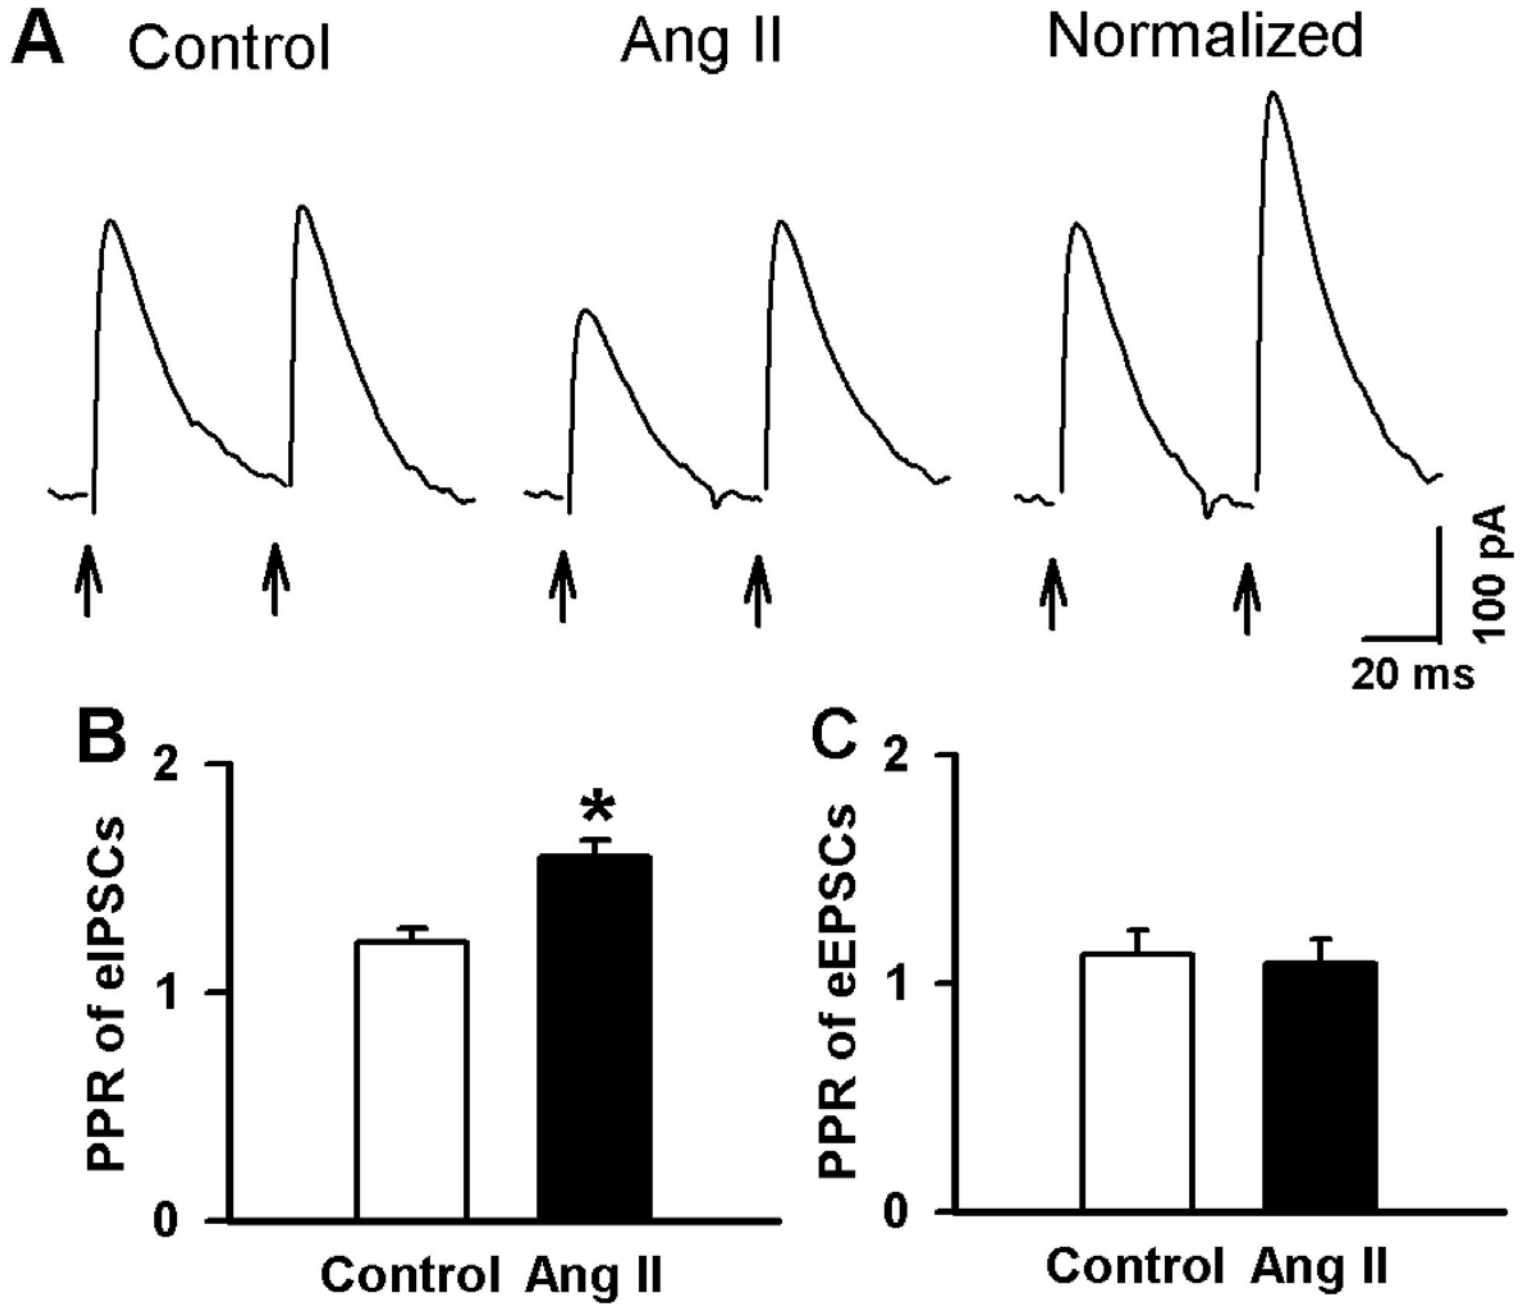 A Control Ang II Normalized
100 pA
20 ms
B
2
1
0
PPR of eIPSCs
*
Control Ang II
C
2
1
0
PPR of eEPSCs
Control Ang II